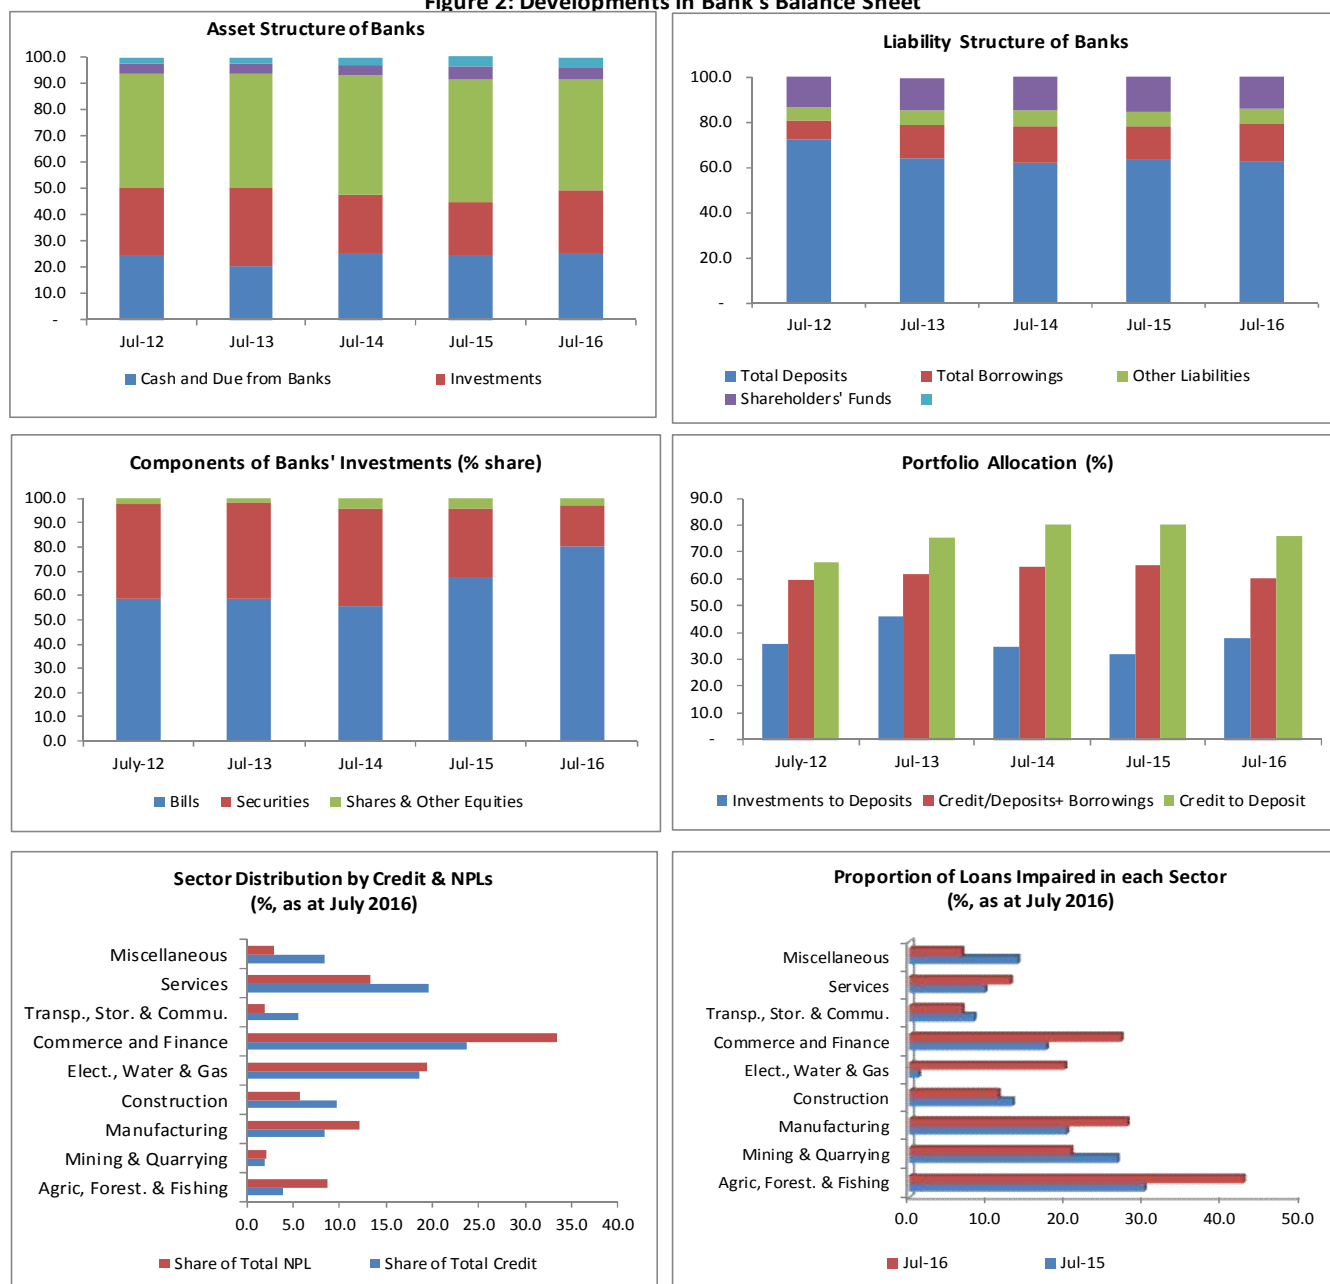 Figure 2: Developments in Bank's Balance Sheet
Asset Structure of Banks
100.0
90.0
80.0
70.0
60.0
50.0
40.0
30.0
20.0
10.0
-
Jul-12 Jul-13 Jul-14 Jul-15 Jul-16
Cash and Due from Banks Investments
Liability Structure of Banks
100.0
80.0
60.0
40.0
20.0
-
Jul-12 Jul-13 Jul-14 Jul-15 Jul-16
Total Deposits Total Borrowings Other Liabilities
Shareholders' Funds
Components of Banks' Investments (% share)
100.0
90.0
80.0
70.0
60.0
50.0
40.0
30.0
20.0
10.0
0.0
July-12 Jul-13 Jul-14 Jul-15 Jul-16
Bills Securities Shares & Other Equities
Portfolio Allocation (%)
90.0
80.0
70.0
60.0
50.0
40.0
30.0
20.0
10.0
-
July-12 Jul-13 Jul-14 Jul-15 Jul-16
Investments to Deposits Credit/Deposits+ Borrowings Credit to Deposit
Sector Distribution by Credit & NPLs
(%, as at July 2016)
Miscellaneous
Services
Transp., Stor. & Commu.
Commerce and Finance
Elect., Water & Gas
Construction
Manufacturing
Mining & Quarrying
Agric, Forest. & Fishing
0.0 5.0 10.0 15.0 20.0 25.0 30.0 35.0 40.0
Share of Total NPL Share of Total Credit
Proportion of Loans Impaired in each Sector
(%, as at July 2016)
Miscellaneous
Services
Transp., Stor. & Commu.
Commerce and Finance
Elect., Water & Gas
Construction
Manufacturing
Mining & Quarrying
Agric, Forest. & Fishing
0.0 10.0 20.0 30.0 40.0 50.0
Jul-16 Jul-15